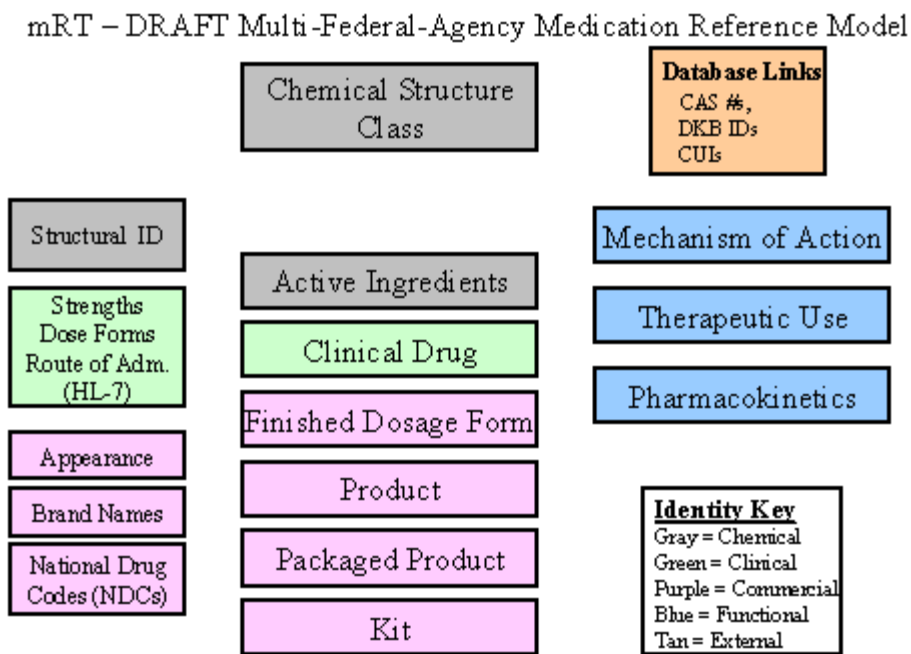 mRT – DRAFT Multi-Federal-Agency Medication Reference Model
Chemical Structure
Class
Database Links
CAS #s,
DKB IDs
CUIs
Structural ID
Mechanism of Action
Active Ingredients
Strengths
Dose Forms
Route of Adm.
(HL-7)
Therapeutic Use
Clinical Drug
Pharmacokinetics
Finished Dosage Form
Appearance
Product
Brand Names
National Drug
Codes (NDCs)
Packaged Product
Kit
Identity Key
Gray = Chemical
Green = Clinical
Purple = Commercial
Blue = Functional
Tan = External